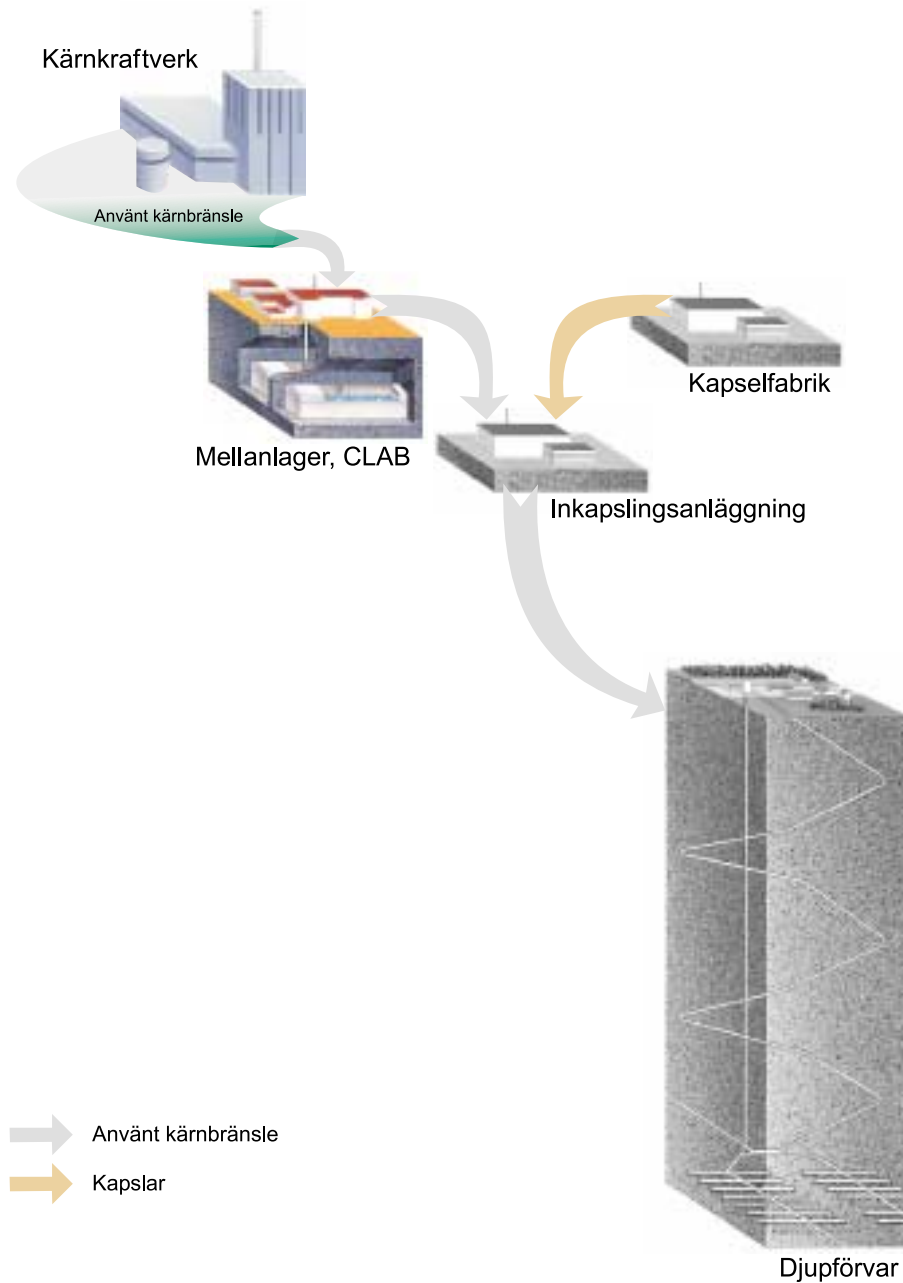 Kärnkraftverk
Använt kärnbränsle
Kapselfabrik
Mellanlager, CLAB
Inkapslingsanläggning
Använt kärnbränsle
Kapslar
Djupförvar